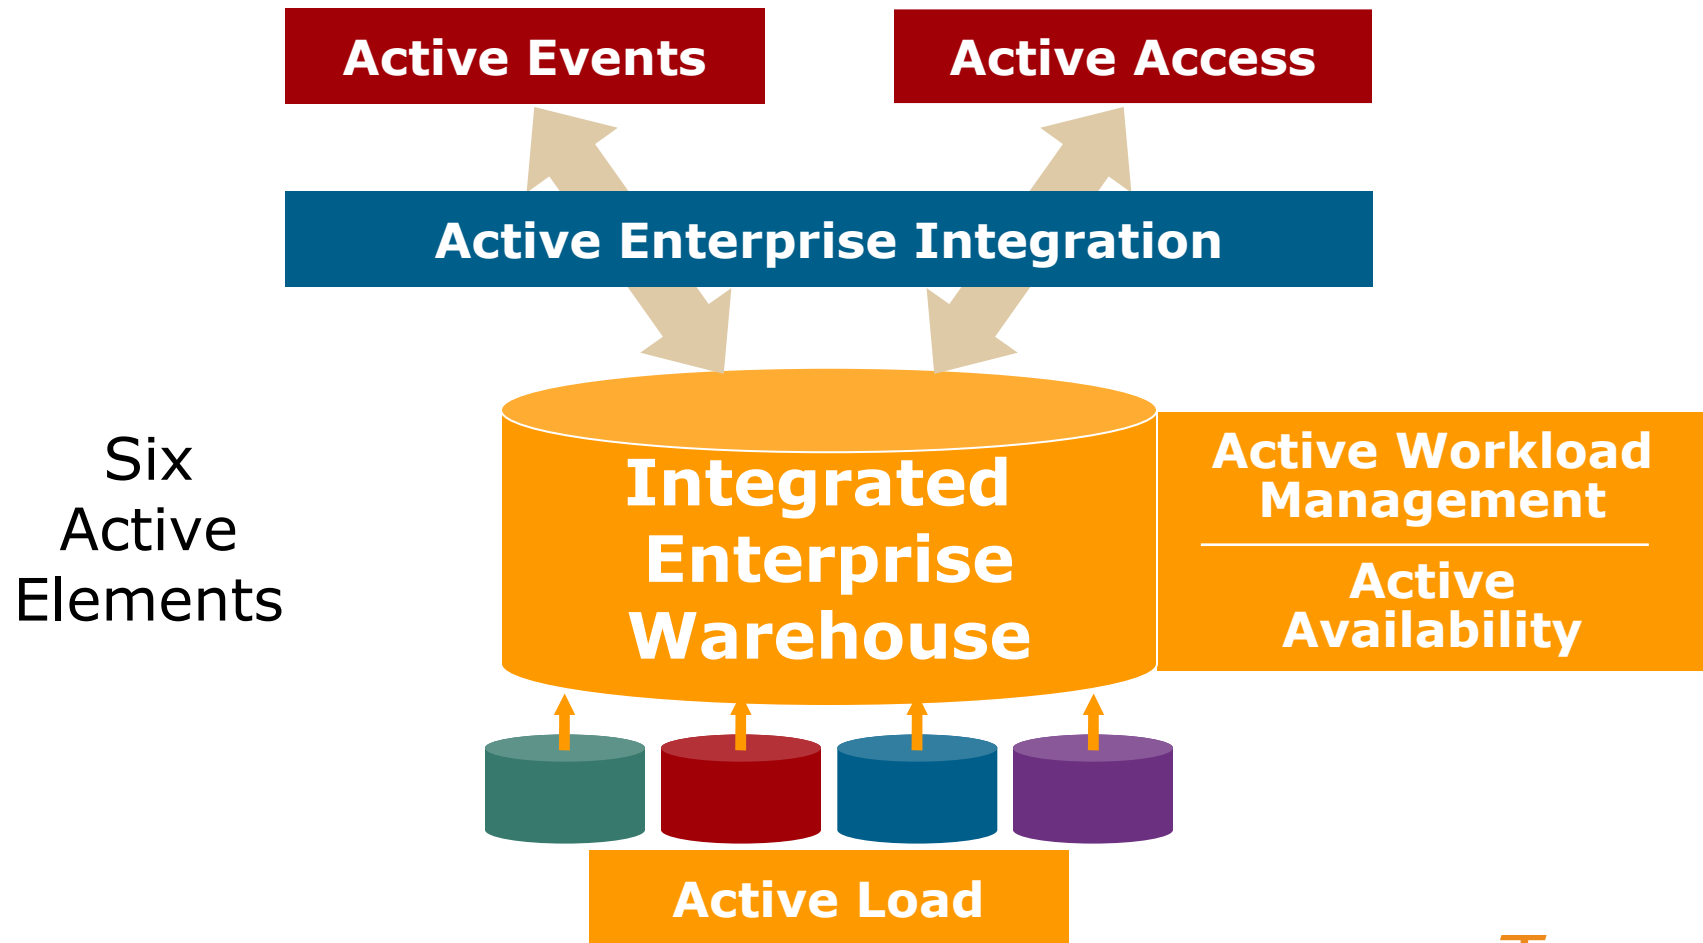 Active Events
Active Access
Active Enterprise Integration
Six
Active
Elements
Integrated
Enterprise
Warehouse
Active Workload
Management
Active
Availability
Active Load